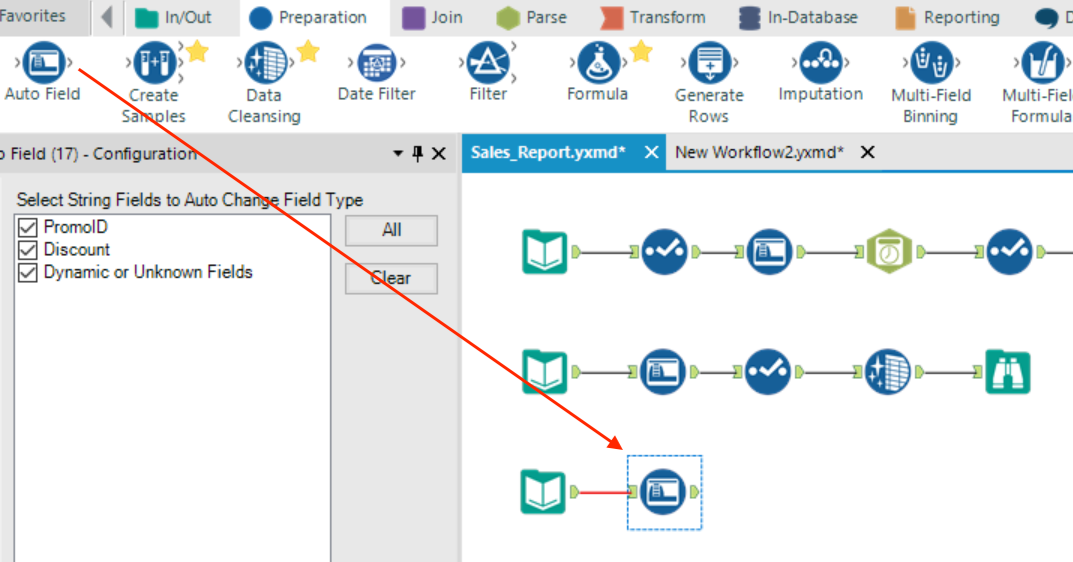 Favorites In/Out Preparation Join Parse Transform In-Database Reporting D
Auto Field Create Samples Data Cleansing Date Filter Filter Formula Generate Rows Imputation Multi-Field Binning Multi-Fiel Formula
o Field (17) - Configuration
Sales_Report.yxmd* New Workflow2.yxmd*
Select String Fields to Auto Change Field Type
PromoID
Discount
Dynamic or Unknown Fields
All
Clear